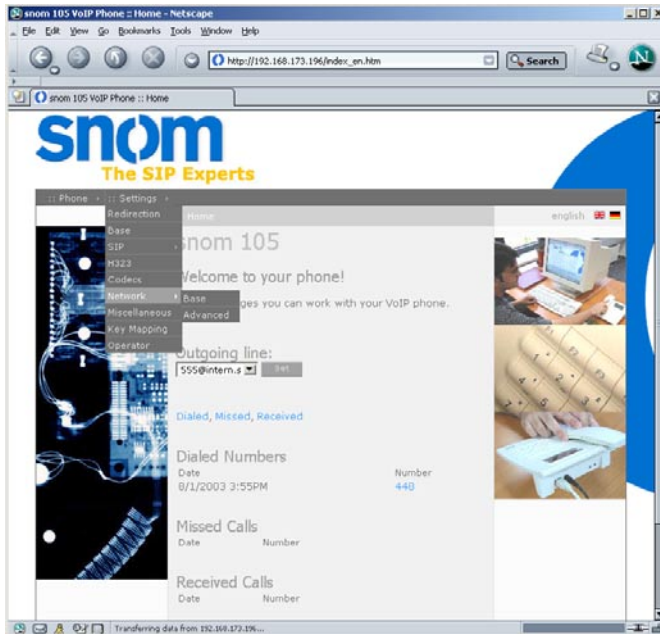 snom 105 VoIP Phone :: Home - Netscape
File Edit View Go Bookmarks Tools Window Help
http://192.168.173.196/index_en.htm
Search
N
snom 105 VoIP Phone :: Home
snom
The SIP Experts
:: Phone :: Settings
Home
english
Redirection
Base
SIP
H323
Codecs
Network
Miscellaneous
Key Mapping
Operator
Base
Advanced
snom 105
Welcome to your phone!
ges you can work with your VoIP phone.
Outgoing line:
555@intern.s
Set
Dialed, Missed, Received
Dialed Numbers
Date Number
8/1/2003 3:55PM 440
Missed Calls
Date Number
Received Calls
Date Number
Transferring data from 192.168.173.196...